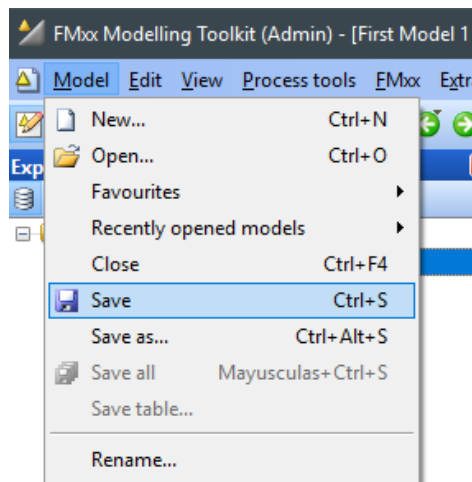 FMxx Modelling Toolkit (Admin) - [First Model 1
Model Edit View Process tools FMxx Extr
New... Ctrl+N
Open... Ctrl+O
Exp
Favourites
Recently opened models
Close Ctrl+F4
Save Ctrl+S
Save as... Ctrl+Alt+S
Save all Mayusculas+Ctrl+S
Save table...
Rename...